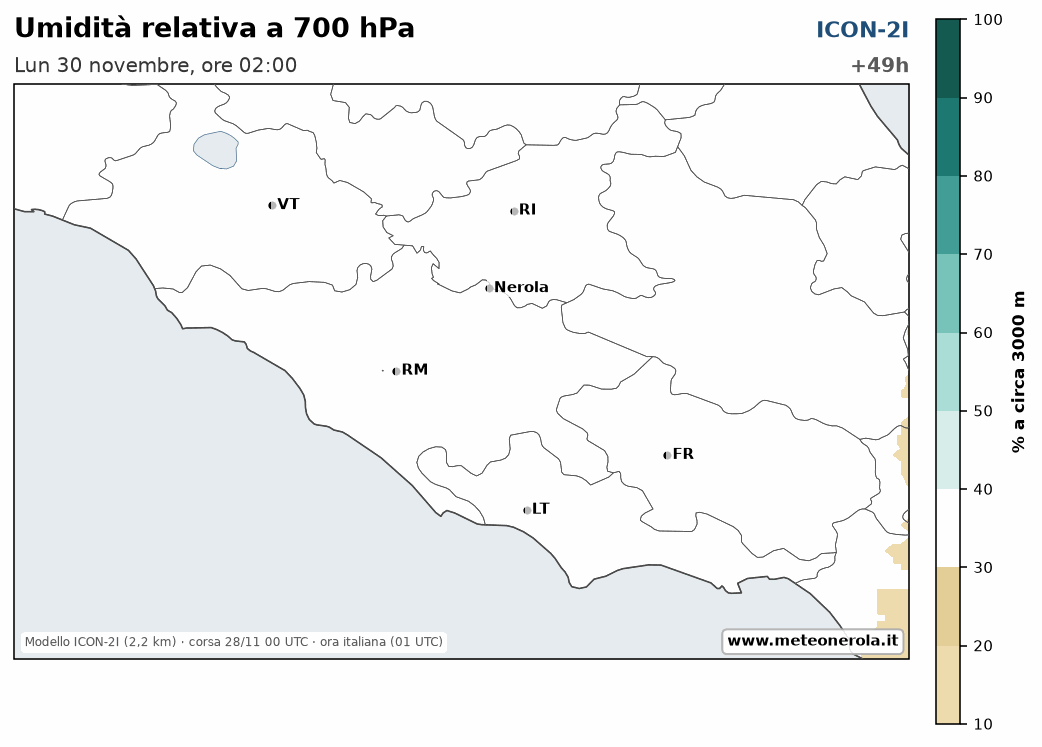 Umidità relativa a 700 hPa
ICON-2I
Lun 30 novembre, ore 02:00
+49h
VT
RI
Nerola
RM
FR
LT
Modello ICON-2I (2,2 km) · corsa 28/11 00 UTC · ora italiana (01 UTC)
www.meteonerola.it
100
90
80
70
60
50
40
30
20
10
% a circa 3000 m